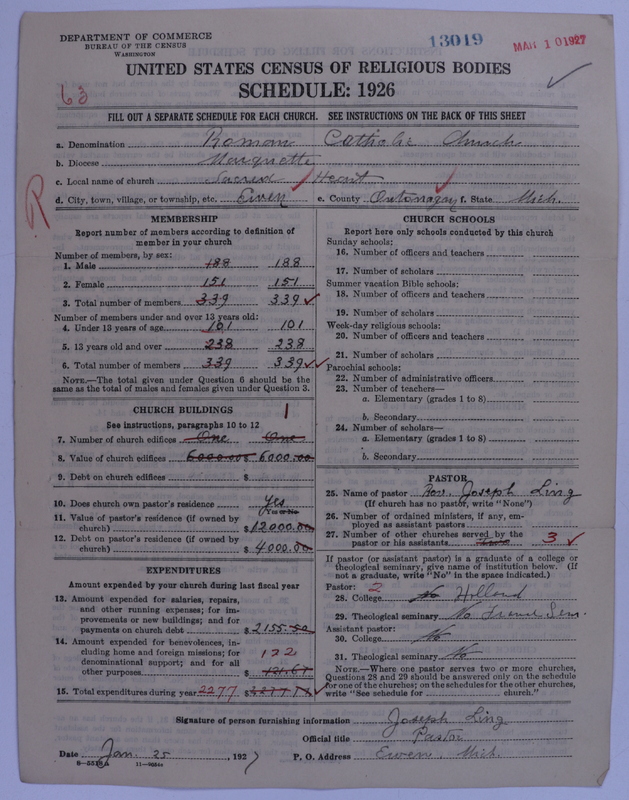 DEPARTMENT OF COMMERCE
BUREAU OF THE CENSUS
WASHINGTON
13019
MAR 10 1927
UNITED STATES CENSUS OF RELIGIOUS BODIES
SCHEDULE: 1926
63
FILL OUT A SEPARATE SCHEDULE FOR EACH CHURCH. SEE INSTRUCTIONS ON THE BACK OF THIS SHEET
a. Denomination Roman Catholic Church
b. Diocese Marquette
c. Local name of church Sacred Heart
d. City, town, village, or township, etc. Ewen e. County Ontonagon f. State Mich.
R
MEMBERSHIP
Report number of members according to definition of
member in your church
Number of members, by sex:
1. Male 188 188
2. Female 151 151
3. Total number of members 339 339
Number of members under and over 13 years old:
4. Under 13 years of age 101 101
5. 13 years old and over 238 238
6. Total number of members 339 339
NOTE.—The total given under Question 6 should be the
same as the total of males and females given under Question 3.
CHURCH BUILDINGS 1
See instructions, paragraphs 10 to 12
7. Number of church edifices One One
8. Value of church edifices 6000.00 $ 6000.00
9. Debt on church edifices $
10. Does church own pastor's residence Yes
11. Value of pastor's residence (if owned by
church) $ 12000.00
12. Debt on pastor's residence (if owned by
church) $ 4000.00
EXPENDITURES
Amount expended by your church during last fiscal year
13. Amount expended for salaries, repairs,
and other running expenses; for im-
provements or new buildings; and for
payments on church debt $ 2155.50
14. Amount expended for benevolences, in-
cluding home and foreign missions; for
denominational support; and for all
other purposes 122 $ 121.67
15. Total expenditures during year 2277 $ 2277.17
CHURCH SCHOOLS
Report here only schools conducted by this church
Sunday schools:
16. Number of officers and teachers
17. Number of scholars
Summer vacation Bible schools:
18. Number of officers and teachers
19. Number of scholars
Week-day religious schools:
20. Number of officers and teachers
21. Number of scholars
Parochial schools:
22. Number of administrative officers
23. Number of teachers—
a. Elementary (grades 1 to 8)
b. Secondary
24. Number of scholars—
a. Elementary (grades 1 to 8)
b. Secondary
PASTOR
25. Name of pastor Rev. Joseph Ling
(If church has no pastor, write "None")
26. Number of ordained ministers, if any, em-
ployed as assistant pastors
27. Number of other churches served by the
pastor or his assistants 3
If pastor (or assistant pastor) is a graduate of a college or
theological seminary, give name of institution below. (If
not a graduate, write "No" in the space indicated.)
Pastor: 2
28. College No Holland
29. Theological seminary Sem.
Assistant pastor:
30. College No
31. Theological seminary No
NOTE.—Where one pastor serves two or more churches,
Questions 28 and 29 should be answered only on the schedule
for one of the churches; on the schedules for the other churches,
write "See schedule for church."
Signature of person furnishing information Joseph Ling
Official title Pastor
Date Jan. 25, 1927 P. O. Address Ewen, Mich.